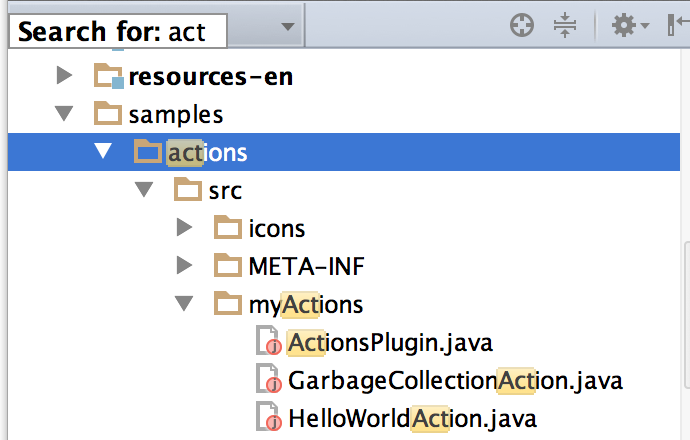 Search for: act
resources-en
samples
actions
src
icons
META-INF
myActions
ActionsPlugin.java
GarbageCollectionAction.java
HelloWorldAction.java